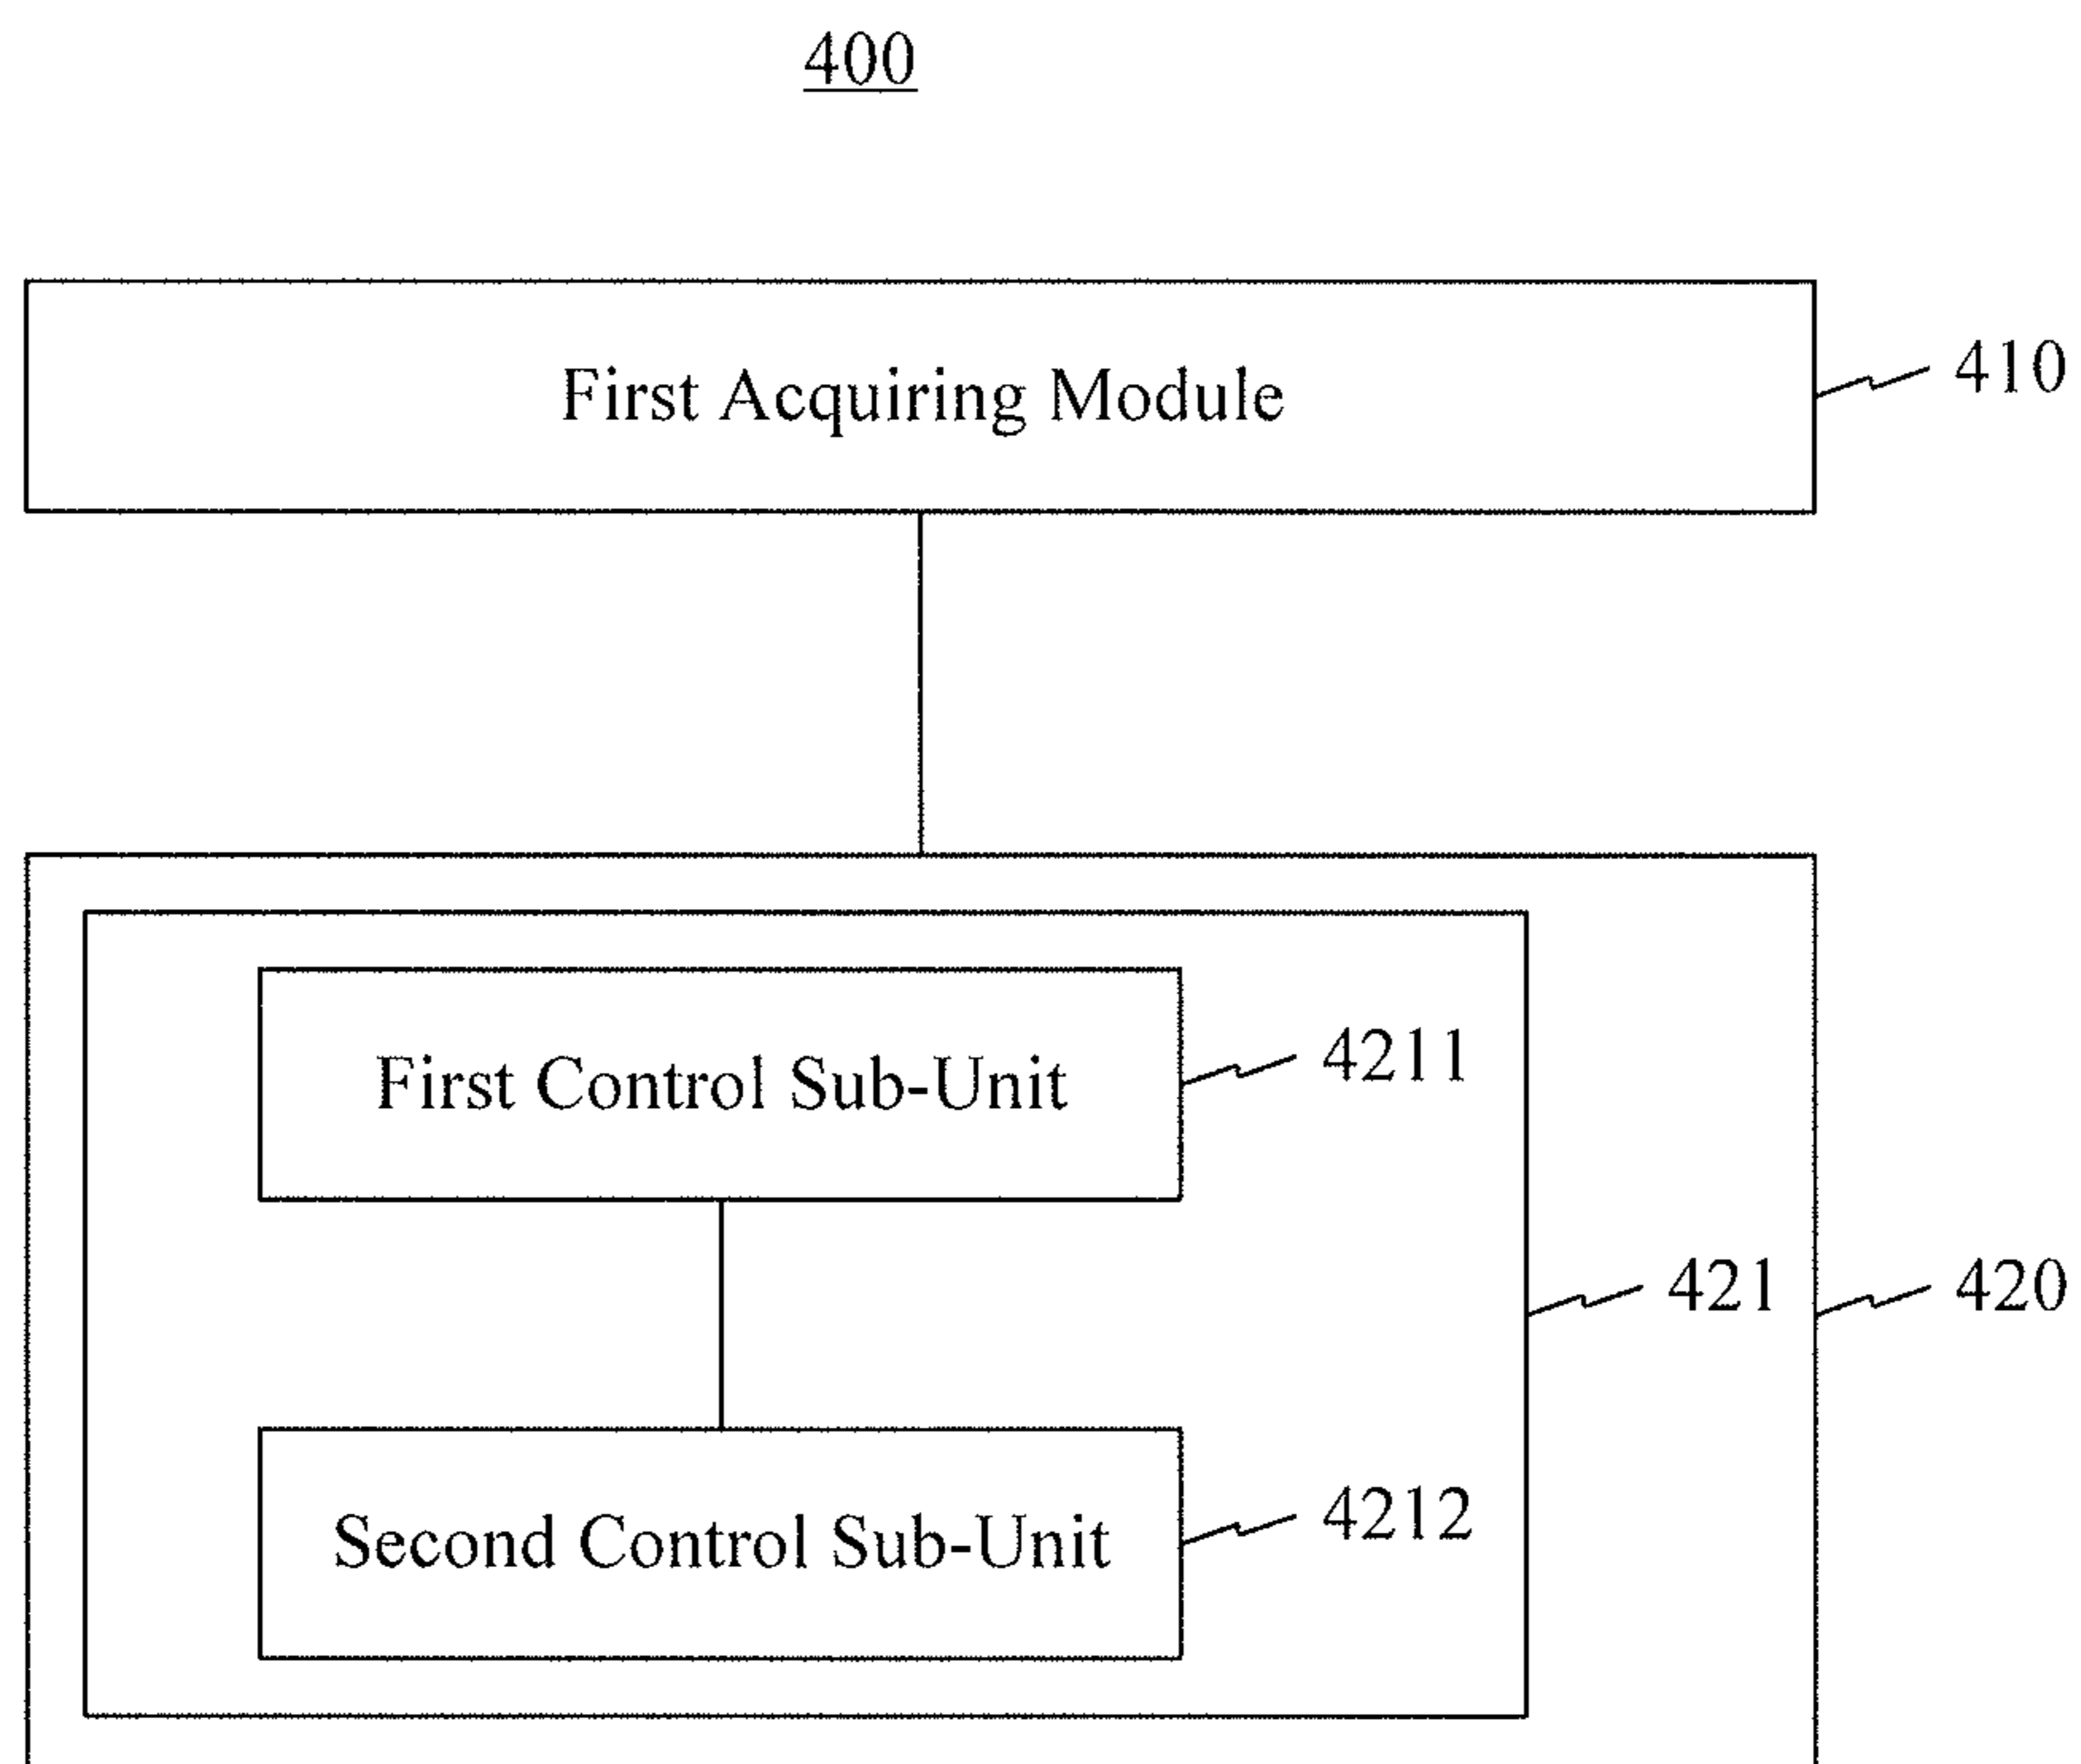 400
First Acquiring Module
410
First Control Sub-Unit
4211
421
420
Second Control Sub-Unit
4212